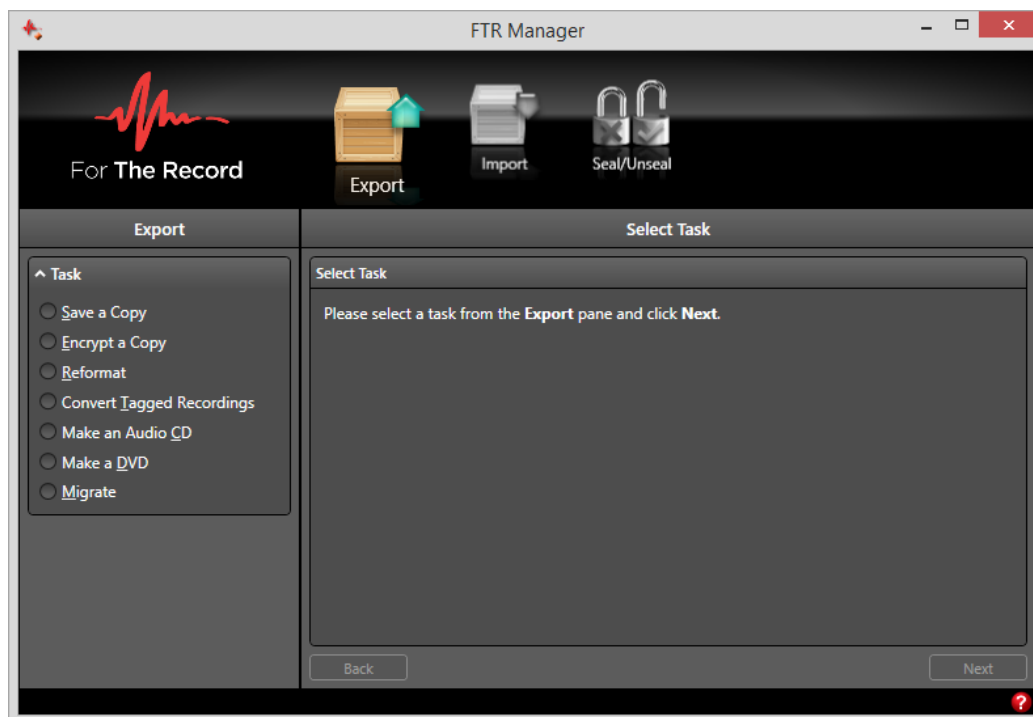 FTR Manager
For The Record
Export
Import
Seal/Unseal
Export
Select Task
Task
Save a Copy
Encrypt a Copy
Reformat
Convert Tagged Recordings
Make an Audio CD
Make a DVD
Migrate
Select Task
Please select a task from the Export pane and click Next.
Back
Next
?